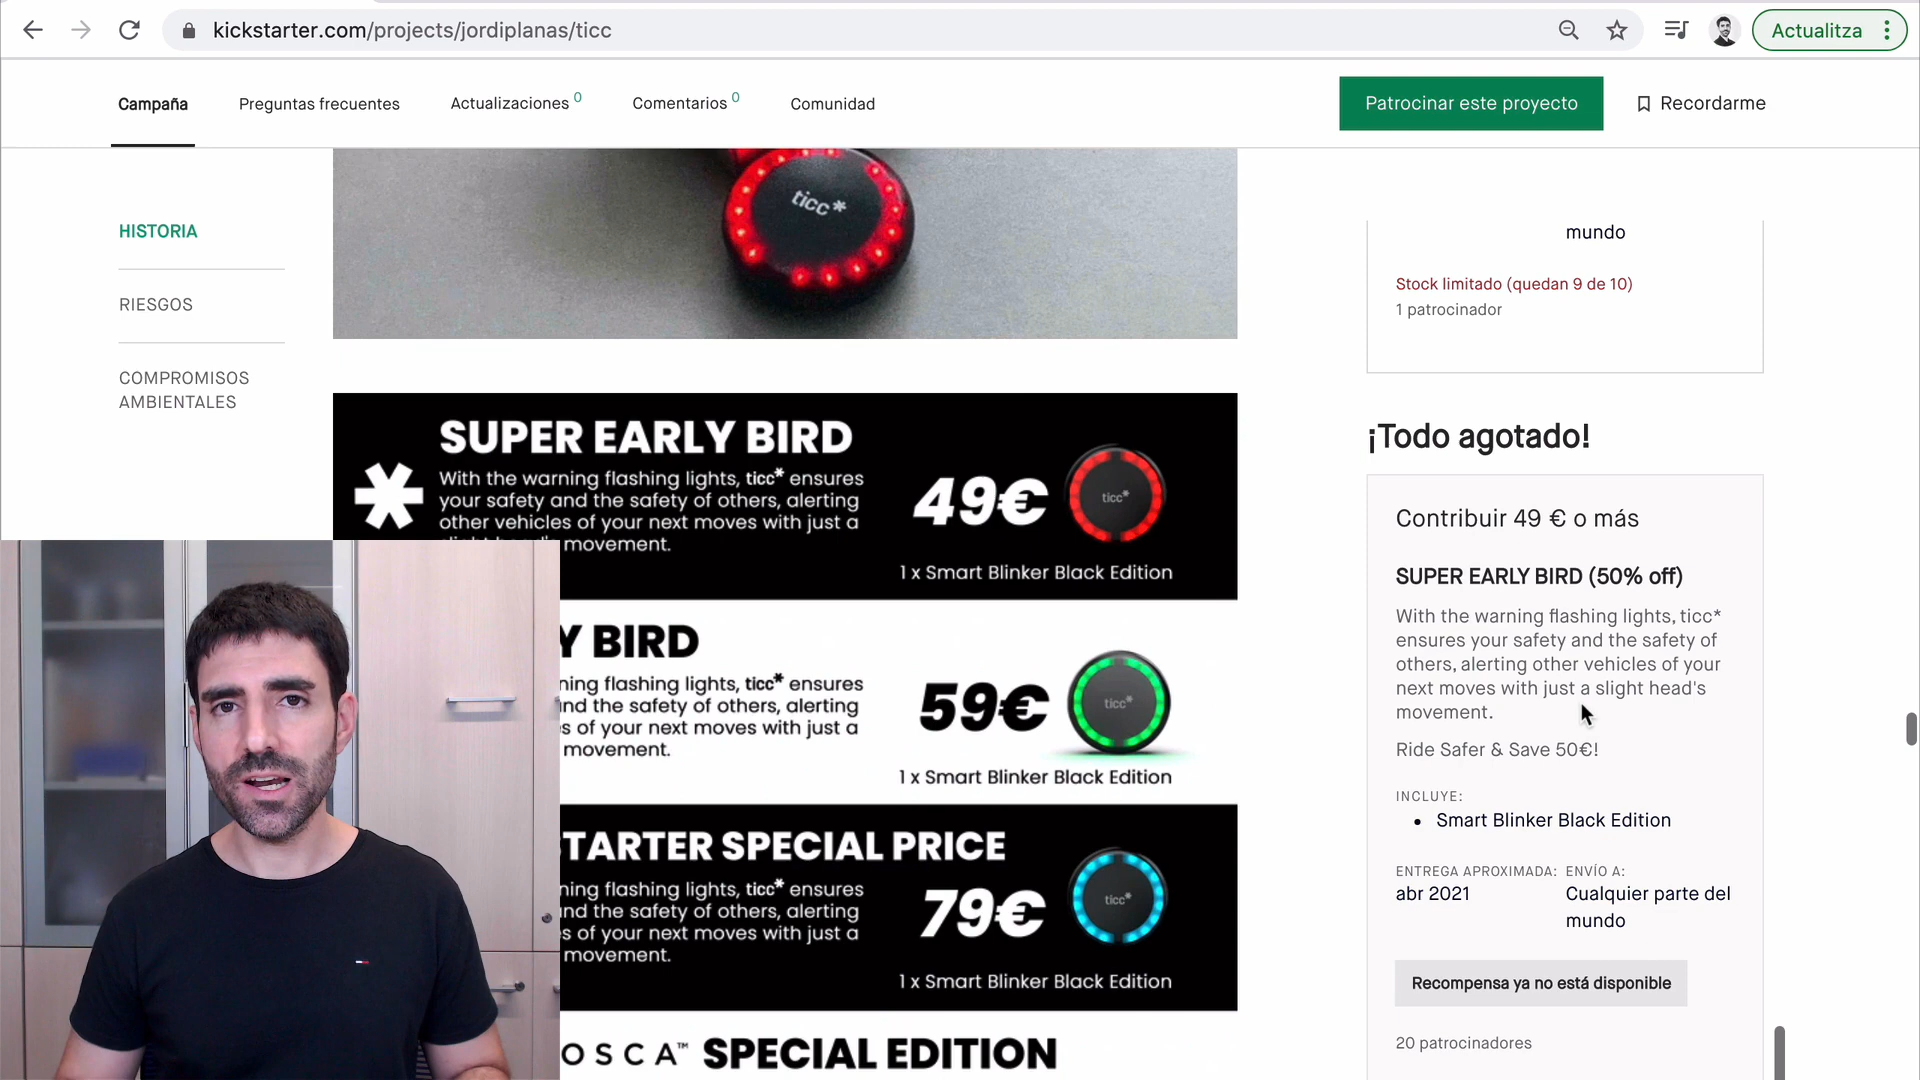 kickstarter.com/projects/jordiplanas/ticc
Actualitza
Campaña
Preguntas frecuentes
Actualizaciones 0
Comentarios 0
Comunidad
Patrocinar este proyecto
Recordarme
HISTORIA
RIESGOS
COMPROMISOS
AMBIENTALES
ticc*
SUPER EARLY BIRD
With the warning flashing lights, ticc* ensures
your safety and the safety of others, alerting
other vehicles of your next moves with just a
movement.
49€
ticc*
1 x Smart Blinker Black Edition
Y BIRD
ning flashing lights, ticc* ensures
nd the safety of others, alerting
s of your next moves with just a
movement.
59€
ticc*
1 x Smart Blinker Black Edition
STARTER SPECIAL PRICE
ning flashing lights, ticc* ensures
nd the safety of others, alerting
s of your next moves with just a
movement.
79€
ticc*
1 x Smart Blinker Black Edition
OSCA™ SPECIAL EDITION
mundo
Stock limitado (quedan 9 de 10)
1 patrocinador
¡Todo agotado!
Contribuir 49 € o más
SUPER EARLY BIRD (50% off)
With the warning flashing lights, ticc*
ensures your safety and the safety of
others, alerting other vehicles of your
next moves with just a slight head's
movement.
Ride Safer & Save 50€!
INCLUYE:
• Smart Blinker Black Edition
ENTREGA APROXIMADA:
abr 2021
ENVÍO A:
Cualquier parte del
mundo
Recompensa ya no está disponible
20 patrocinadores